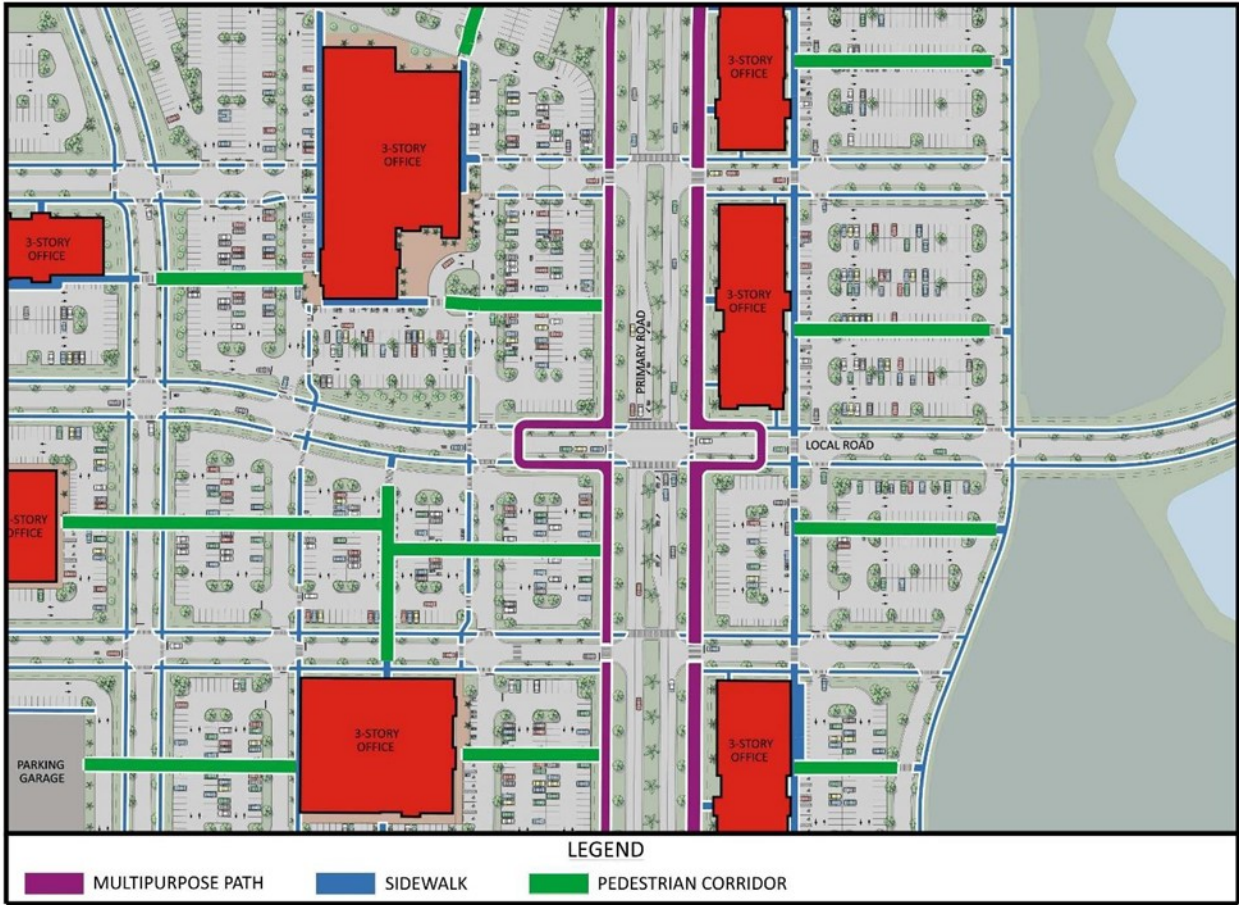 3-STORY
OFFICE
3-STORY
OFFICE
3-STORY
OFFICE
3-STORY
OFFICE
PRIMARY ROAD
LOCAL ROAD
-STORY
OFFICE
3-STORY
OFFICE
3-STORY
OFFICE
PARKING
GARAGE
LEGEND
MULTIPURPOSE PATH
SIDEWALK
PEDESTRIAN CORRIDOR